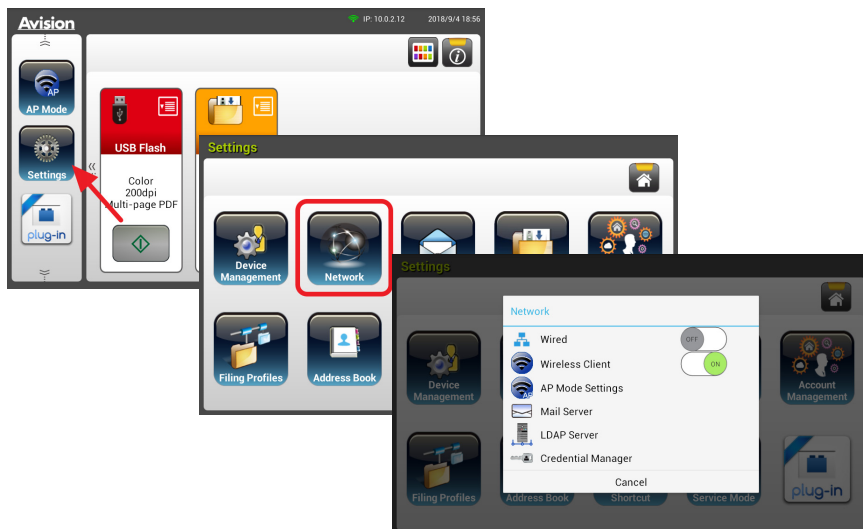 Avision
IP: 10.0.2.12 2018/9/4 18:56
AP
AP Mode
Settings
plug-in
USB Flash
Color
200dpi
Multi-page PDF
Settings
Device
Management
Network
Filing Profiles
Address Book
Settings
Device
Management
Account
Management
Filing Profiles
Address Book
Shortcut
Service Mode
plug-in
Network
Wired OFF
Wireless Client ON
AP
AP Mode Settings
Mail Server
LDAP Server
Credential Manager
Cancel